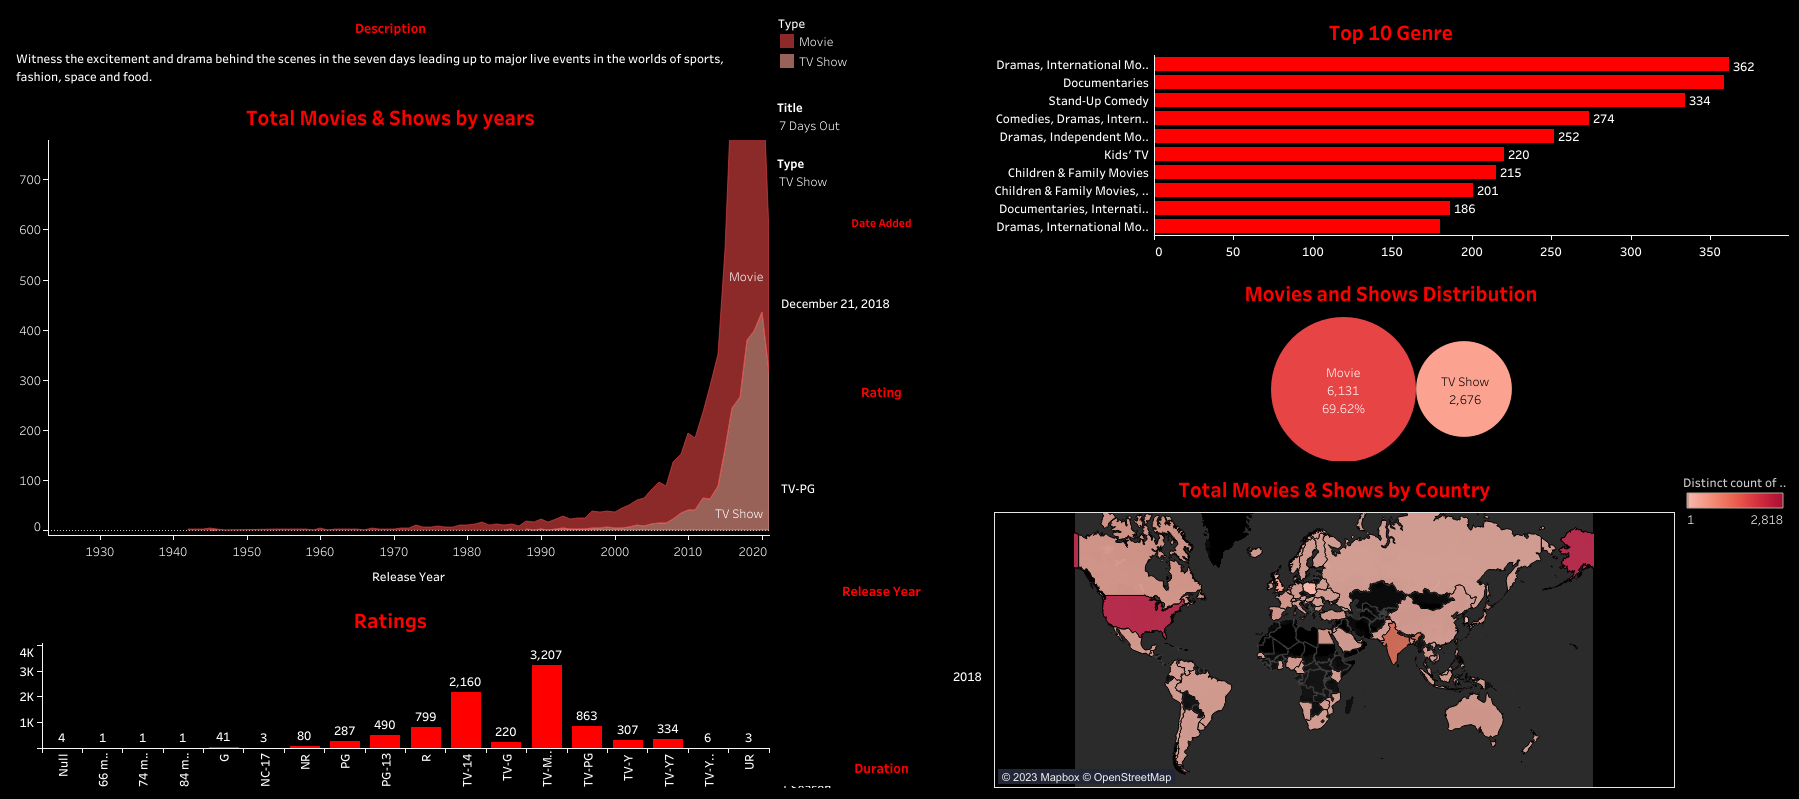 Description
Witness the excitement and drama behind the scenes in the seven days leading up to major live events in the worlds of sports,
fashion, space and food.
Type
Movie
TV Show
Title
7 Days Out
Type
TV Show
Date Added
December 21, 2018
Rating
TV-PG
Release Year
2018
Duration
Total Movies & Shows by years
700
600
500
400
300
200
100
0
Movie
TV Show
1930
1940
1950
1960
1970
1980
1990
2000
2010
2020
Release Year
Ratings
4K
3K
2K
1K
4
1
1
1
41
3
80
287
490
799
2,160
220
3,207
863
307
334
6
3
Null
66 m..
74 m..
84 m..
G
NC-17
NR
PG
PG-13
R
TV-14
TV-G
TV-M..
TV-PG
TV-Y
TV-Y7
TV-Y..
UR
Top 10 Genre
Dramas, International Mo.. 362
Documentaries
Stand-Up Comedy 334
Comedies, Dramas, Intern.. 274
Dramas, Independent Mo.. 252
Kids' TV 220
Children & Family Movies 215
Children & Family Movies, .. 201
Documentaries, Internati.. 186
Dramas, International Mo..
0
50
100
150
200
250
300
350
Movies and Shows Distribution
Movie
6,131
69.62%
TV Show
2,676
Total Movies & Shows by Country
Distinct count of ..
1
2,818
© 2023 Mapbox © OpenStreetMap